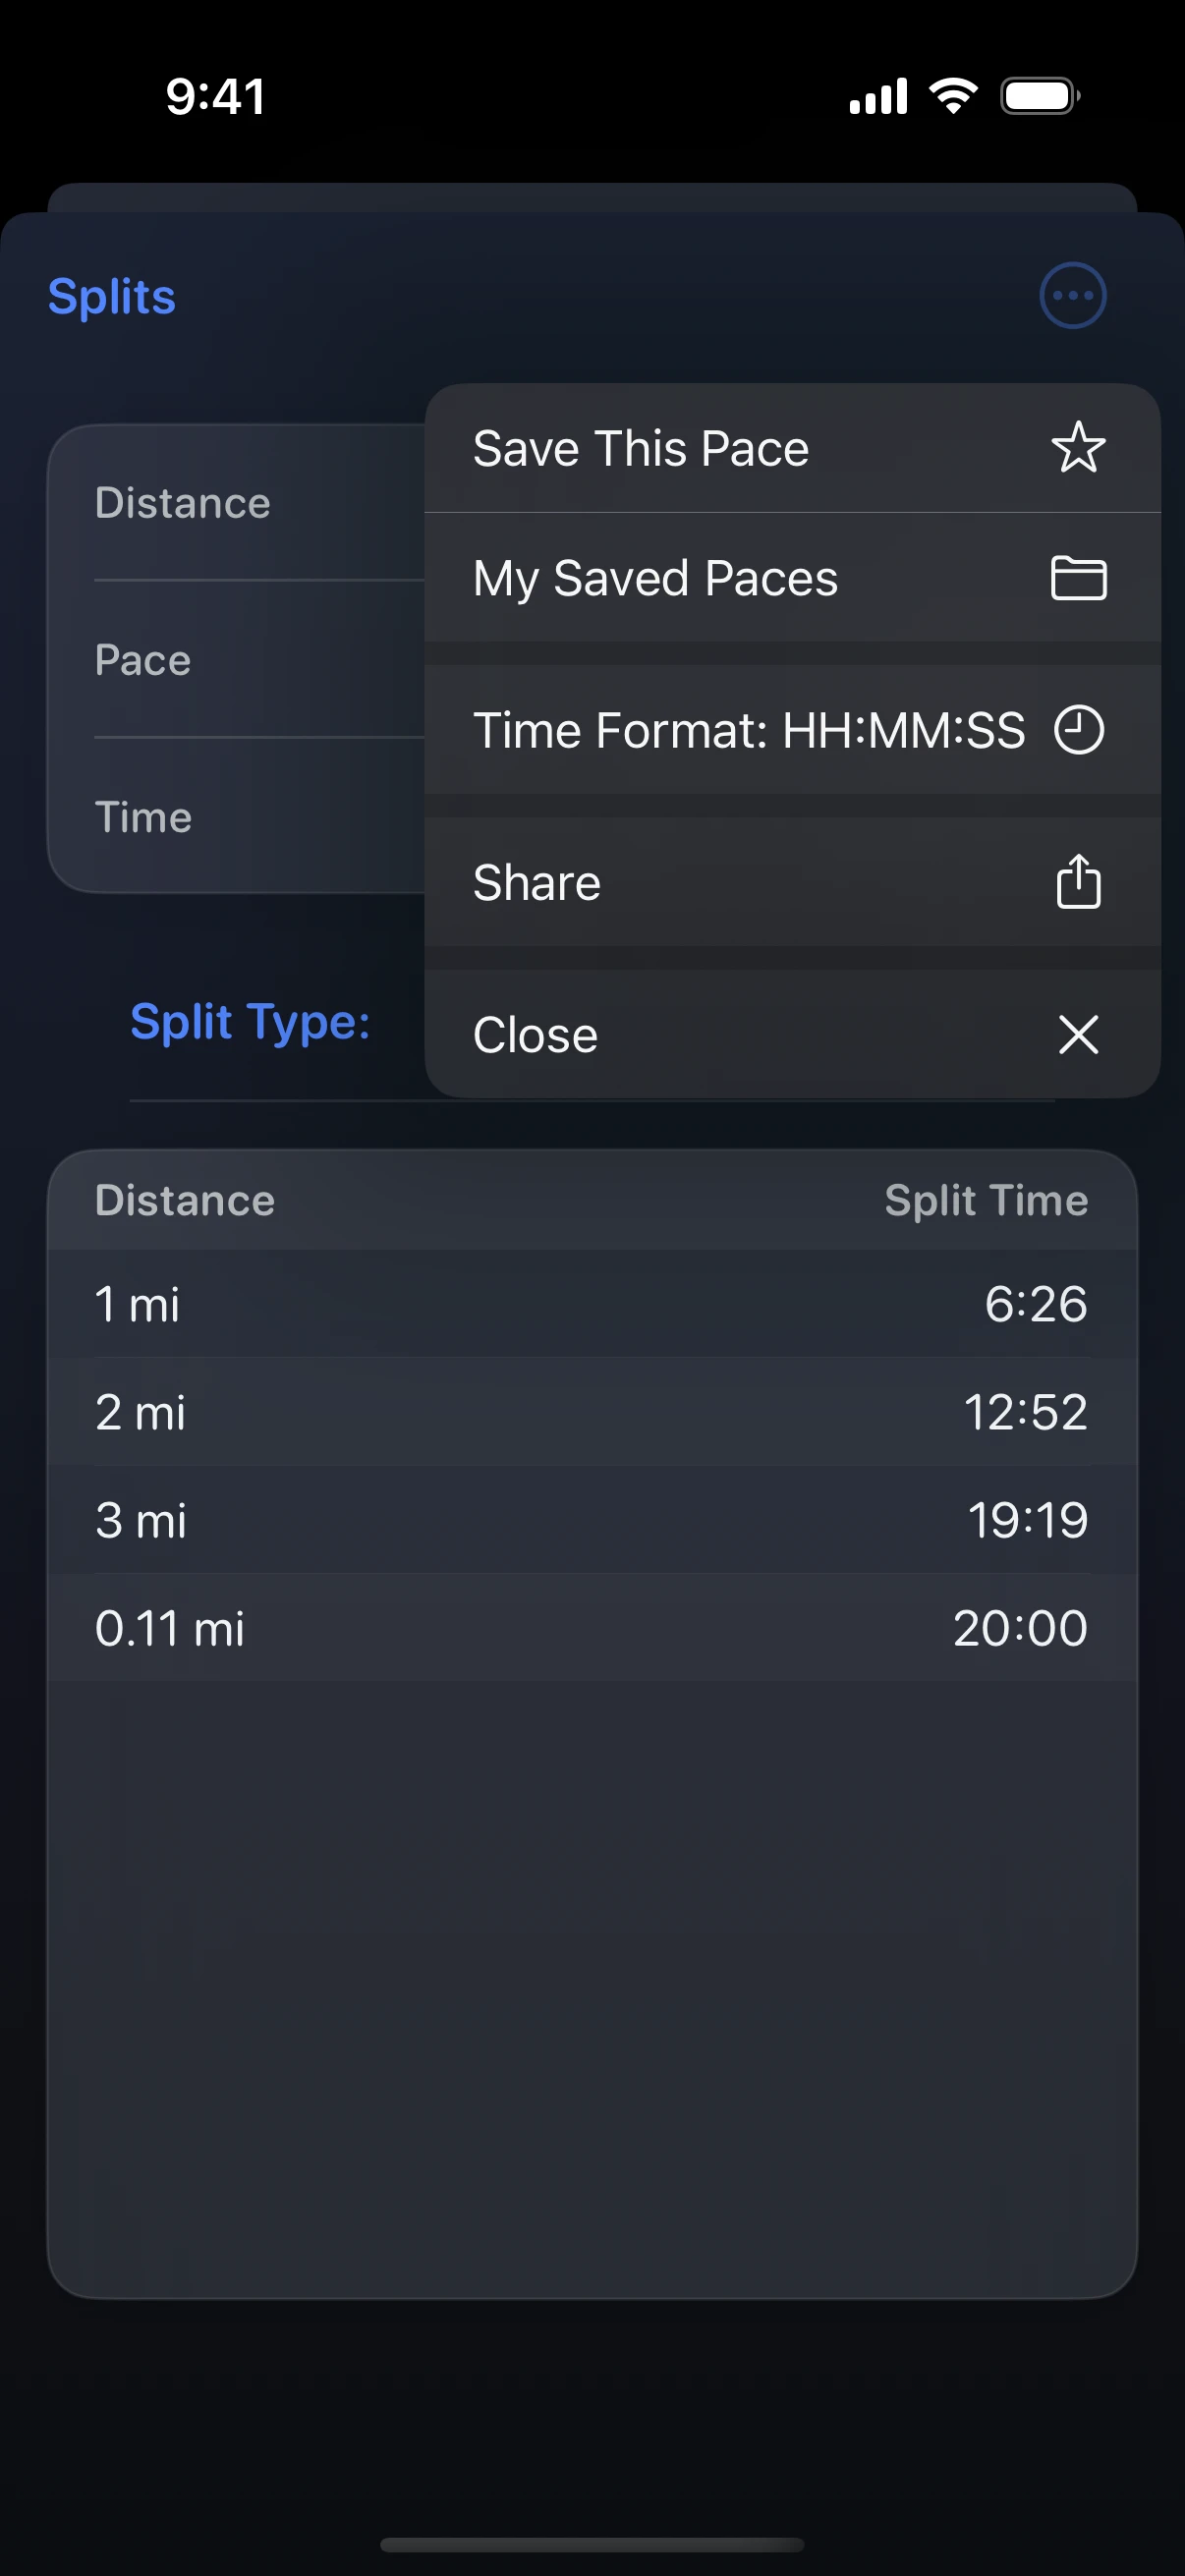 9:41
Splits
Save This Pace
Distance
My Saved Paces
Pace
Time Format: HH:MM:SS
Time
Share
Split Type:
Close
Distance Split Time
1 mi 6:26
2 mi 12:52
3 mi 19:19
0.11 mi 20:00